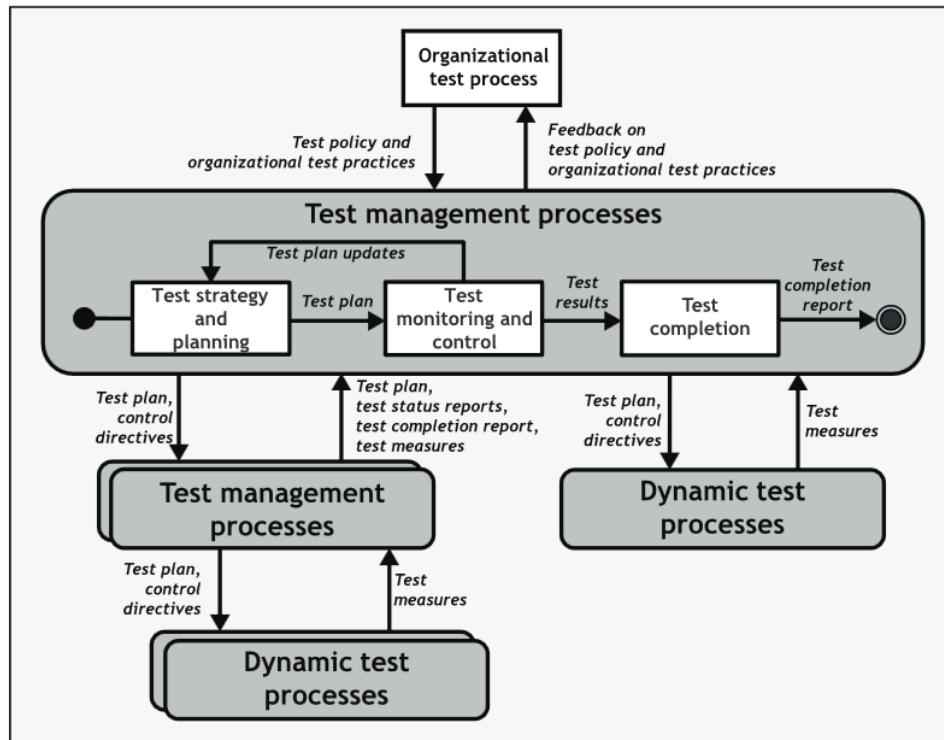 Organizational
test process
Test policy and
organizational test practices
Feedback on
test policy and
organizational test practices
Test management processes
Test plan updates
Test strategy
and
planning
Test plan
Test
monitoring and
control
Test
results
Test
completion
Test
completion
report
Test plan,
control
directives
Test plan,
test status reports,
test completion report,
test measures
Test plan,
control
directives
Test
measures
Test management
processes
Dynamic test
processes
Test plan,
control
directives
Test
measures
Dynamic test
processes